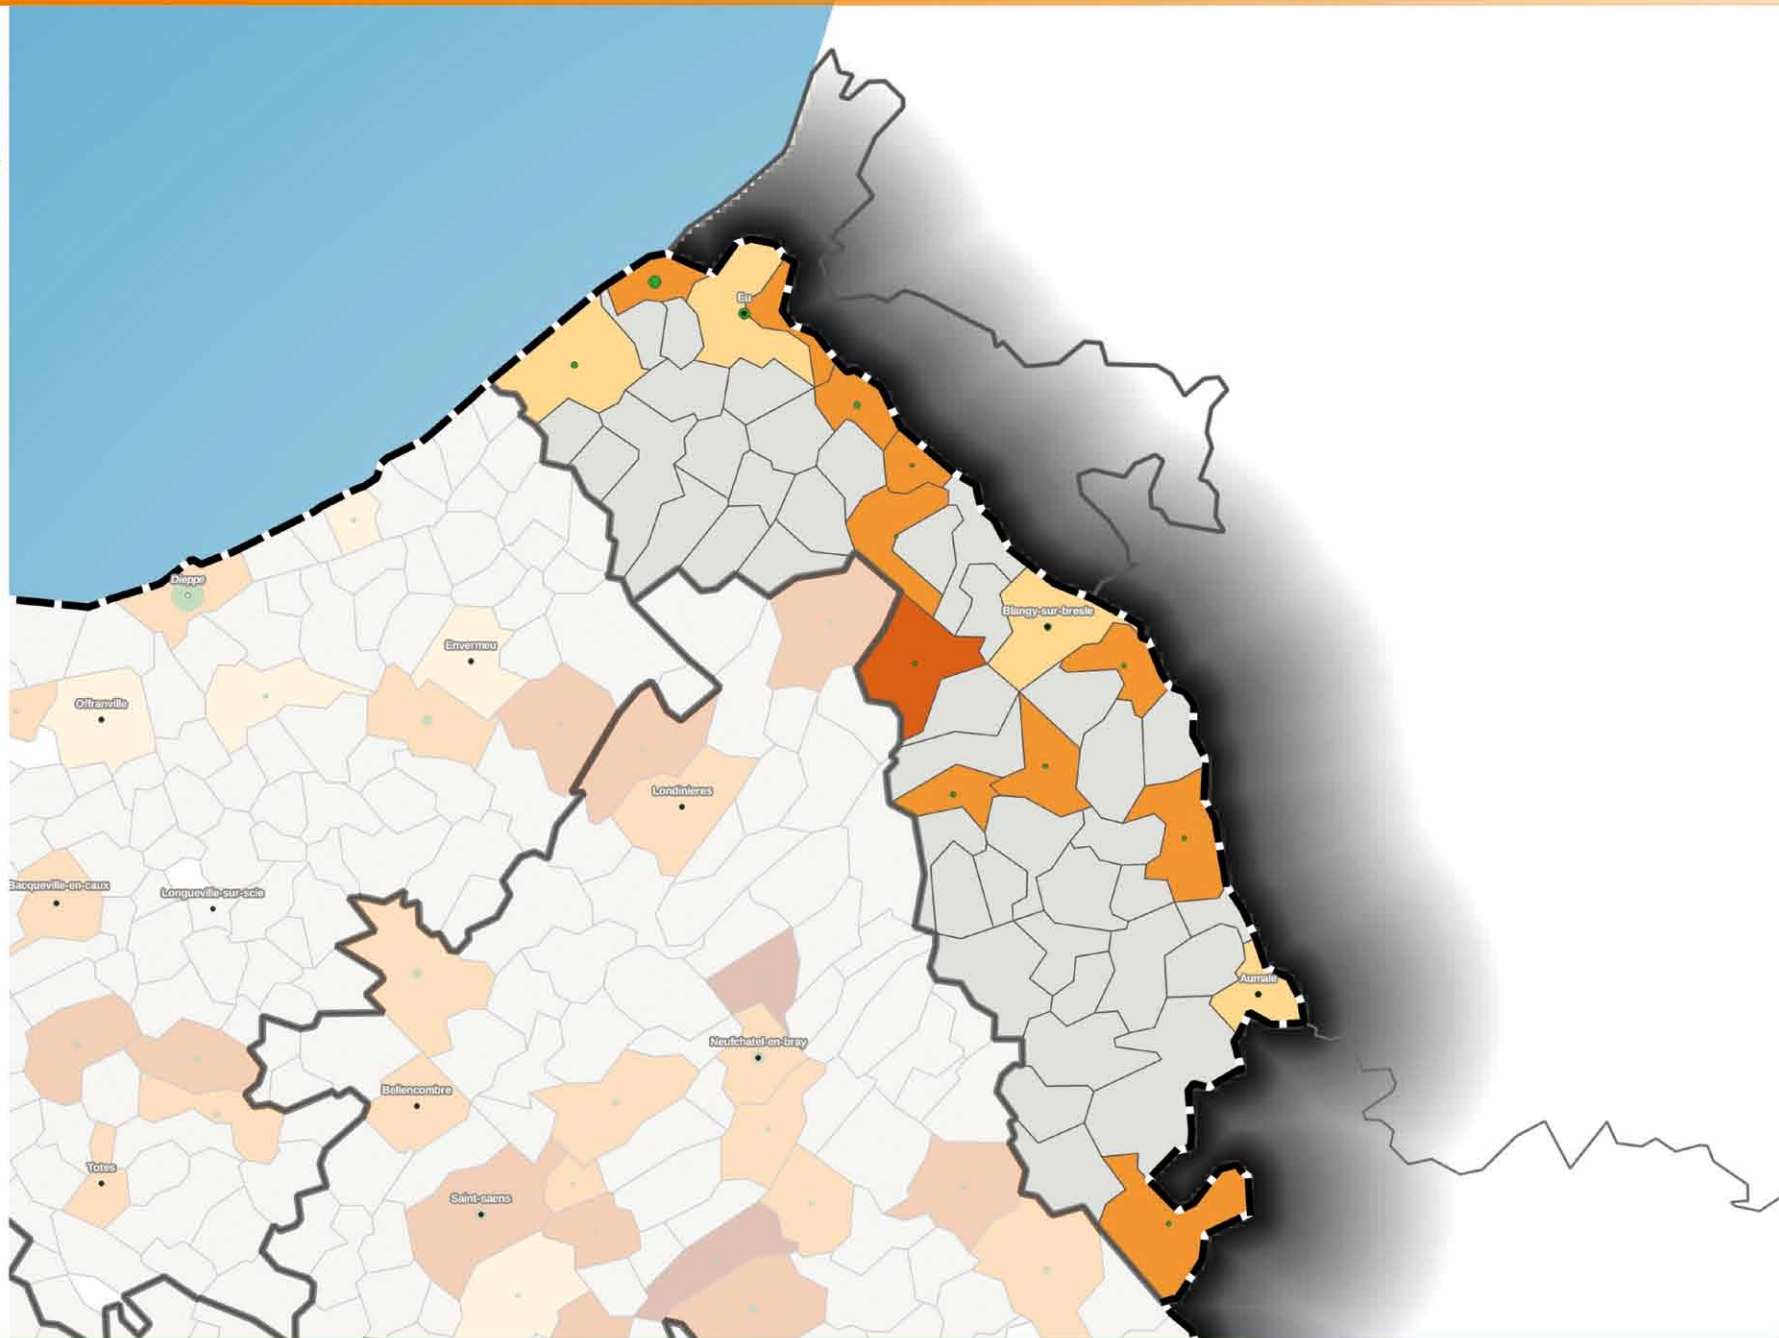 Eu
Dieppe
Blangy-sur-bresle
Envermeu
Offranville
Londinieres
Bacqueville-en-caux
Longueville-sur-scie
Aumale
Neufchatel-en-bray
Bellencombre
Totes
Saint-saens